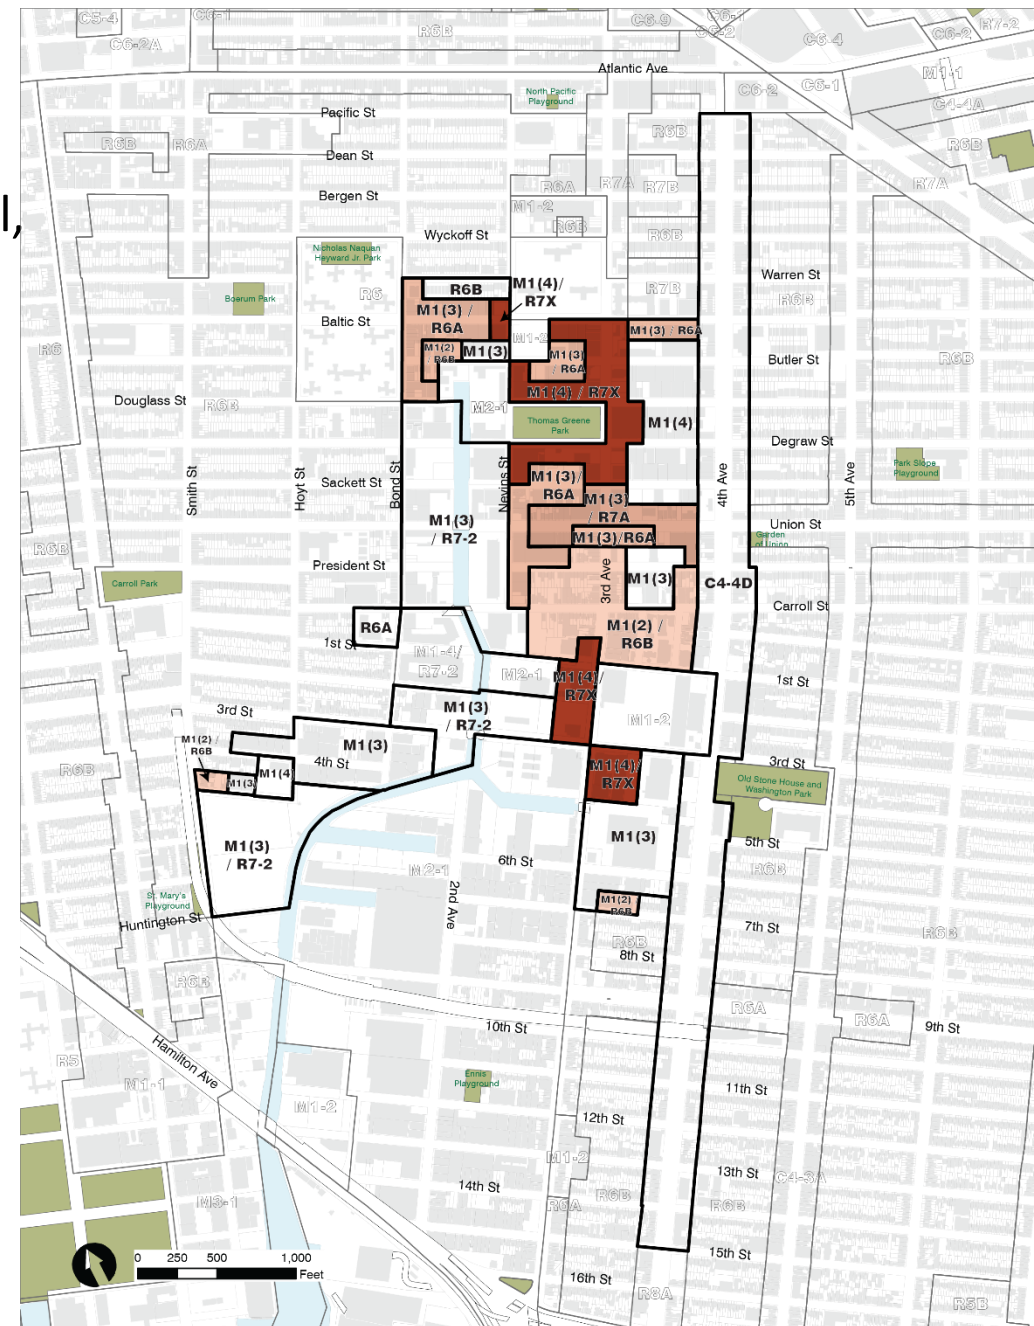 C5-4
C6-1
C6-2A
R6B
C6-9
C6-1
C6-2
C6-4
C6-2
H7-2
M1-1
Atlantic Ave
C6-2
C6-1
C4-4A
North Pacific
Playground
Pacific St
R6B
R6A
R6B
R6B
Dean St
R6A
R7A
R7B
R7A
Bergen St
M1-2
R6B
l,
Wyckoff St
R6B
Nicholas Naquan
Heyward Jr. Park
Warren St
R6
R6B
M1(4)/
R7X
R7B
R6B
Boerum Park
M1(3) /
R6A
Baltic St
M1-2
M1(3) / R6A
R6
M1(2)
/ R6B
M1(3)
M1(3)
/ R6A
Butler St
R6B
M1(4) / R7X
Douglass St
R6B
M2-1
Thomas Greene
Park
M1(4)
Degraw St
Park Slope
Playground
Smith St
Hoyt St
Bond St
Nevins St
4th Ave
5th Ave
Sackett St
M1(3)/
R6A
M1(3)
/ R7A
M1(3)
/ R7-2
Union St
Garden
of Union
M1(3)/R6A
R6B
President St
3rd Ave
M1(3)
C4-4D
Carroll Park
Carroll St
R6A
M1(2) /
R6B
1st St
M1-4/
R7-2
M2-1
M1(4)/
R7X
1st St
3rd St
M1(3)
/ R7-2
M1-2
M1(2) /
R6B
M1(3)
4th St
3rd St
R6B
M1(3)
M1(4)
M1(4)/
R7X
Old Stone House and
Washington Park
M1(3)
/ R7-2
M1(3)
5th St
6th St
M2-1
R6B
2nd Ave
St. Mary's
Playground
M1(2)
/ R6B
Huntington St
7th St
R6B
R6B
8th St
R6B
R6A
R6A
9th St
10th St
Hamilton Ave
R5
M1-1
Ennis
Playground
11th St
M1-2
12th St
M1-2
13th St
C4-3A
14th St
R6B
R6B
M3-1
R6A
15th St
0 250 500 1,000
Feet
16th St
R8A
R5B